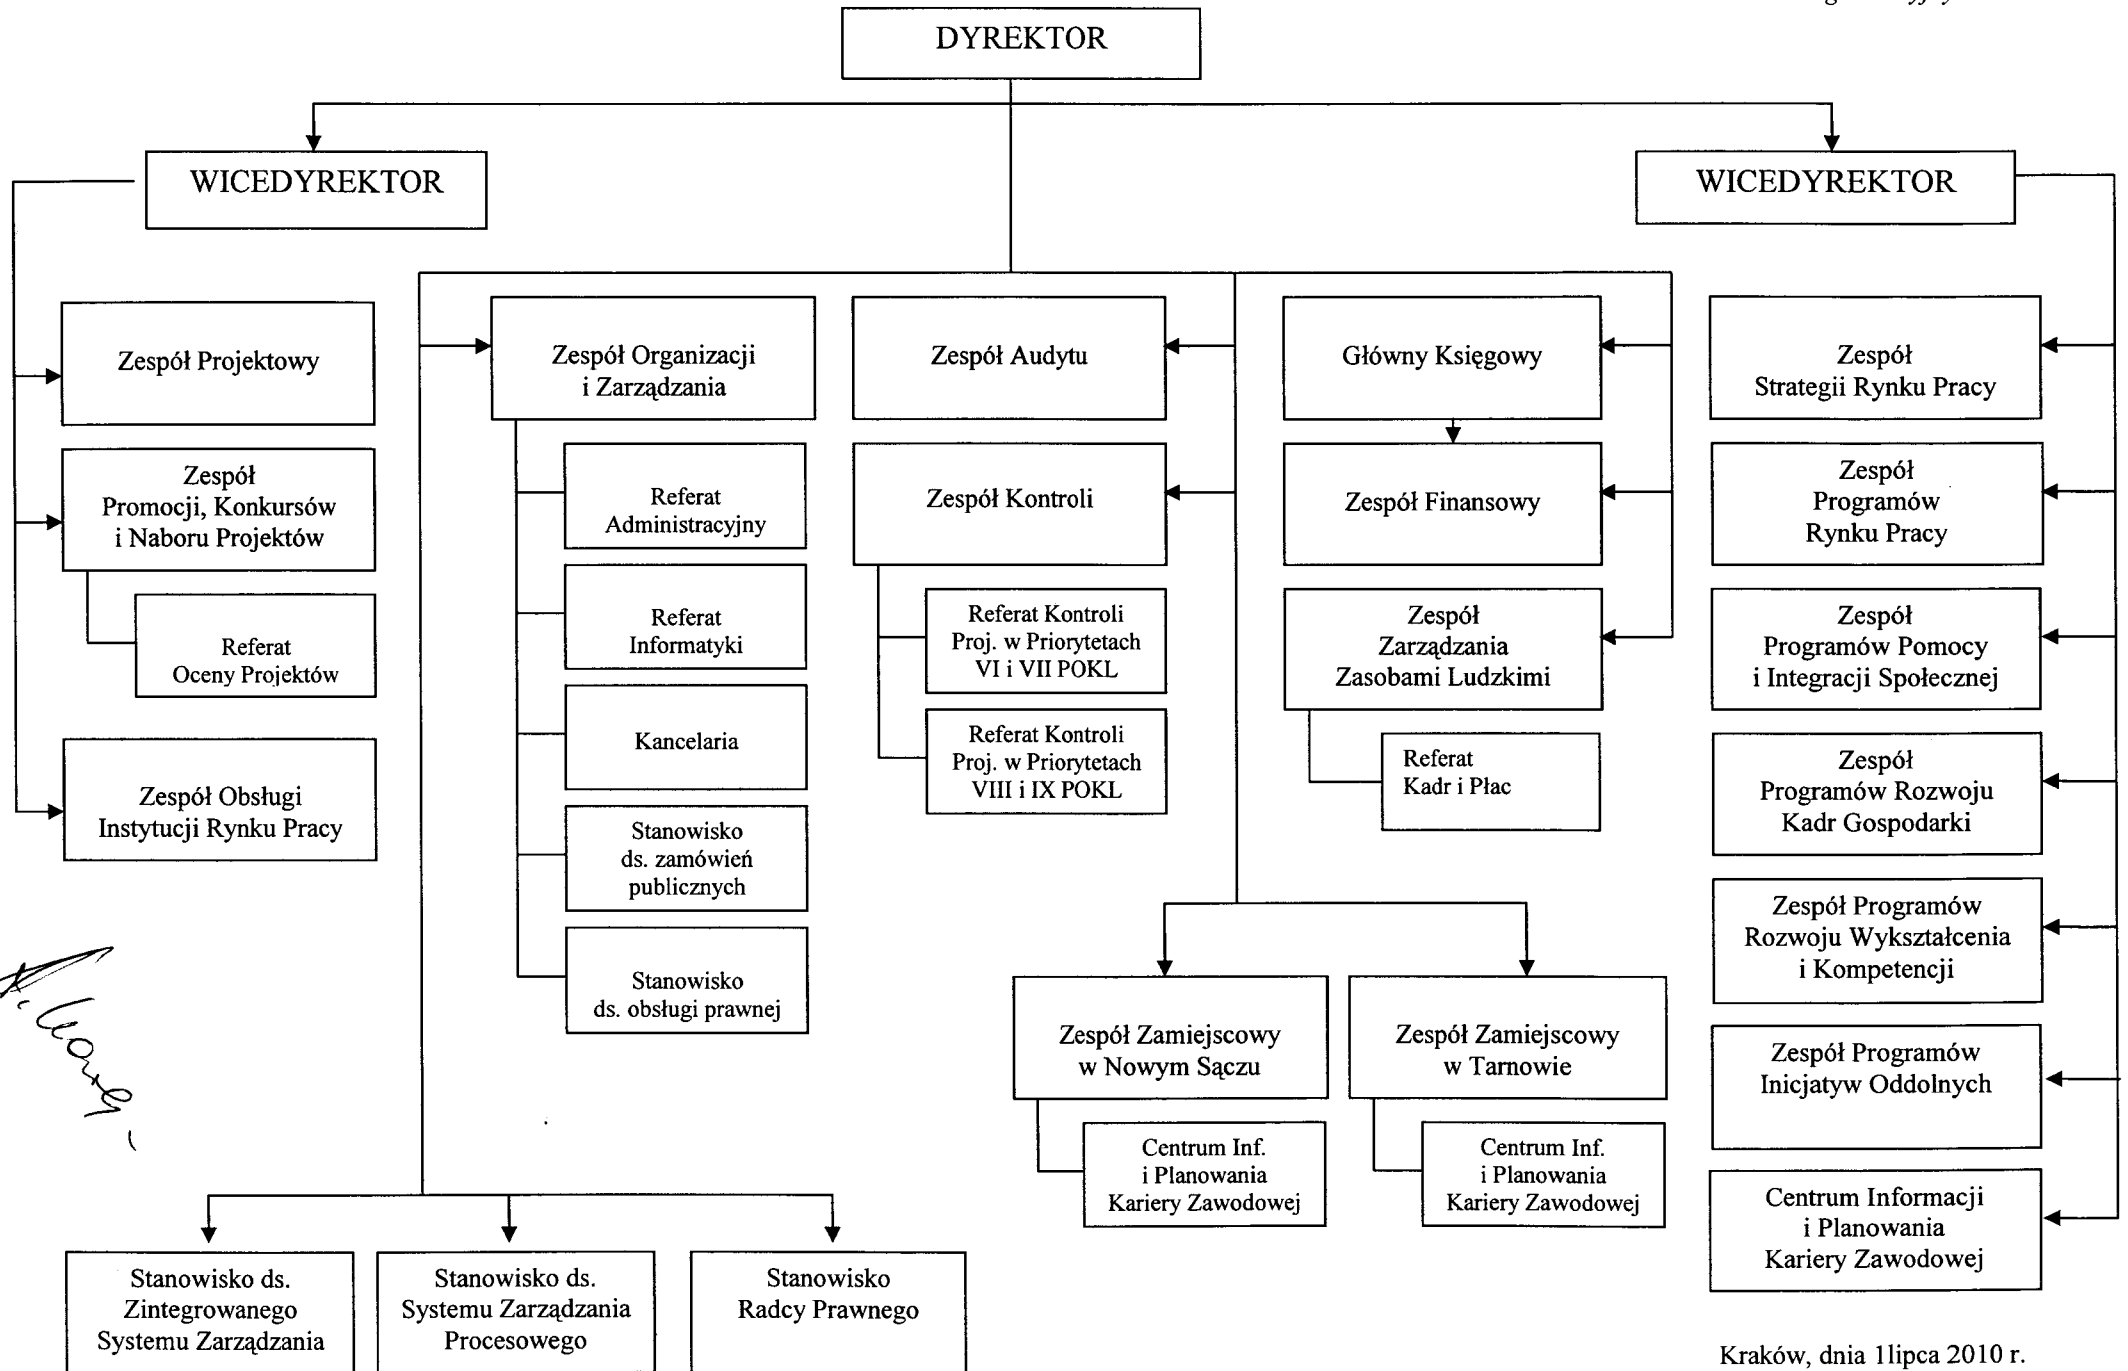 DYREKTOR
WICEDYREKTOR
WICEDYREKTOR
Zespół Projektowy
Zespół
Promocji, Konkursów
i Naboru Projektów
Referat
Oceny Projektów
Zespół Obsługi
Instytucji Rynku Pracy
Zespół Organizacji
i Zarządzania
Referat
Administracyjny
Referat
Informatyki
Kancelaria
Stanowisko
ds. zamówień
publicznych
Stanowisko
ds. obsługi prawnej
Zespół Audytu
Zespół Kontroli
Referat Kontroli
Proj. w Priorytetach
VI i VII POKL
Referat Kontroli
Proj. w Priorytetach
VIII i IX POKL
Główny Księgowy
Zespół Finansowy
Zespół
Zarządzania
Zasobami Ludzkimi
Referat
Kadr i Płac
Zespół Zamiejscowy
w Nowym Sączu
Centrum Inf.
i Planowania
Kariery Zawodowej
Zespół Zamiejscowy
w Tarnowie
Centrum Inf.
i Planowania
Kariery Zawodowej
Zespół
Strategii Rynku Pracy
Zespół
Programów
Rynku Pracy
Zespół
Programów Pomocy
i Integracji Społecznej
Zespół
Programów Rozwoju
Kadr Gospodarki
Zespół Programów
Rozwoju Wykształcenia
i Kompetencji
Zespół Programów
Inicjatyw Oddolnych
Centrum Informacji
i Planowania
Kariery Zawodowej
Stanowisko ds.
Zintegrowanego
Systemu Zarządzania
Stanowisko ds.
Systemu Zarządzania
Procesowego
Stanowisko
Radcy Prawnego
Kraków, dnia 1lipca 2010 r.